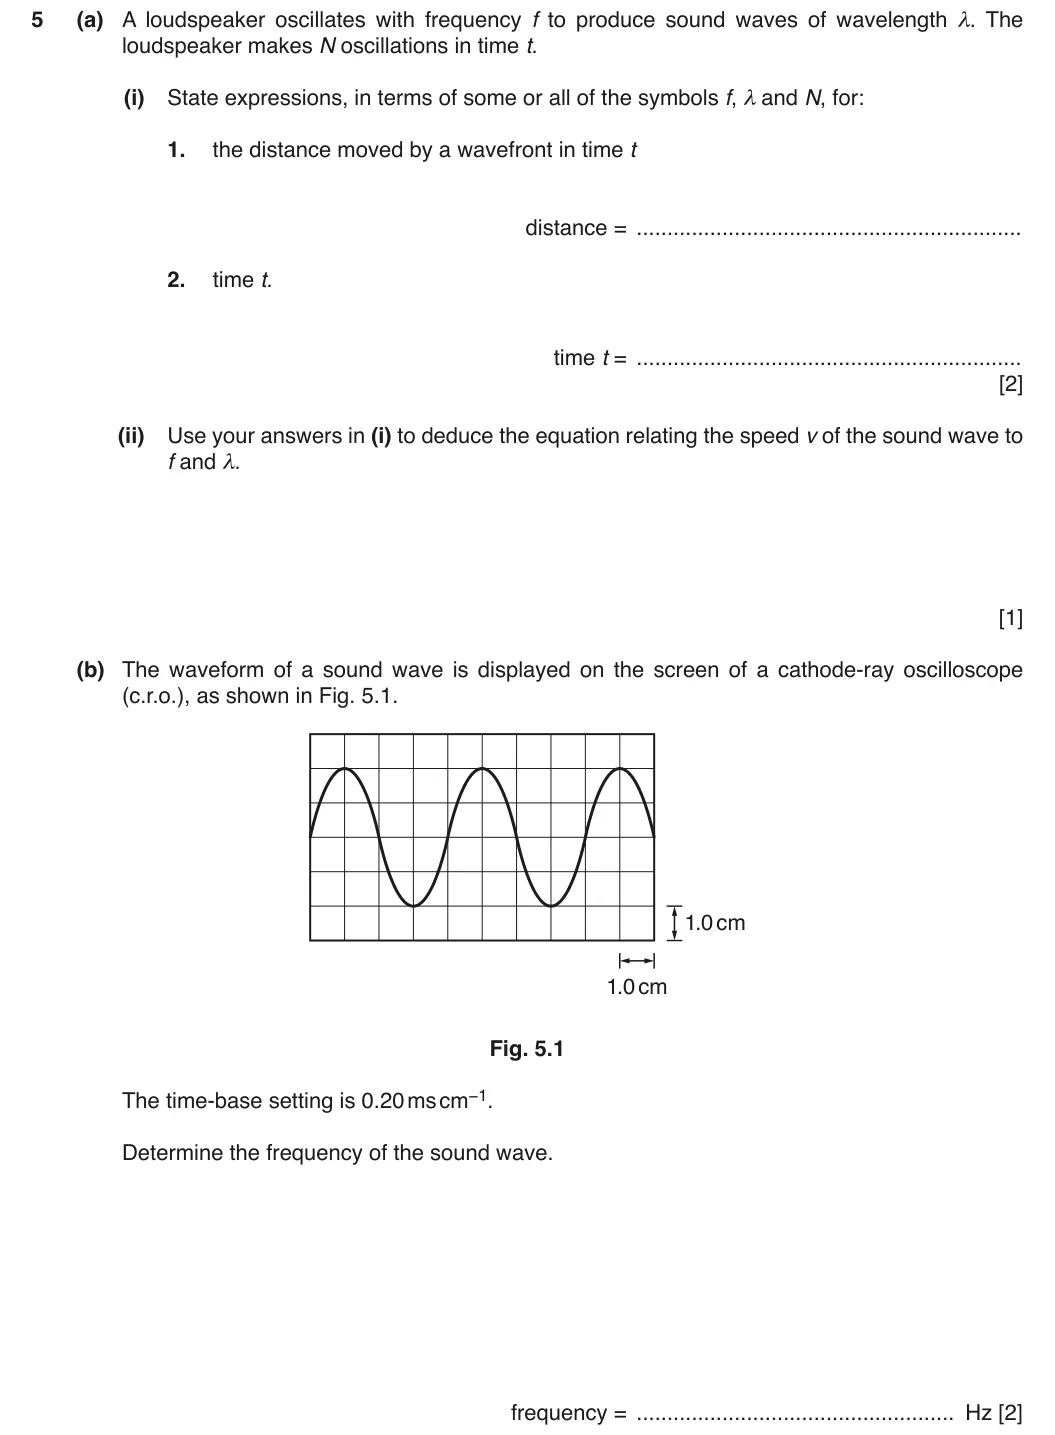 5 (a) A loudspeaker oscillates with frequency f to produce sound waves of wavelength λ. The
loudspeaker makes N oscillations in time t.
(i) State expressions, in terms of some or all of the symbols f, λ and N, for:
1. the distance moved by a wavefront in time t
distance = ...............................................................
2. time t.
time t = ...............................................................
[2]
(ii) Use your answers in (i) to deduce the equation relating the speed v of the sound wave to
f and λ.
[1]
(b) The waveform of a sound wave is displayed on the screen of a cathode-ray oscilloscope
(c.r.o.), as shown in Fig. 5.1.
1.0 cm
1.0 cm
Fig. 5.1
The time-base setting is 0.20 ms cm⁻¹.
Determine the frequency of the sound wave.
frequency = .................................................... Hz [2]